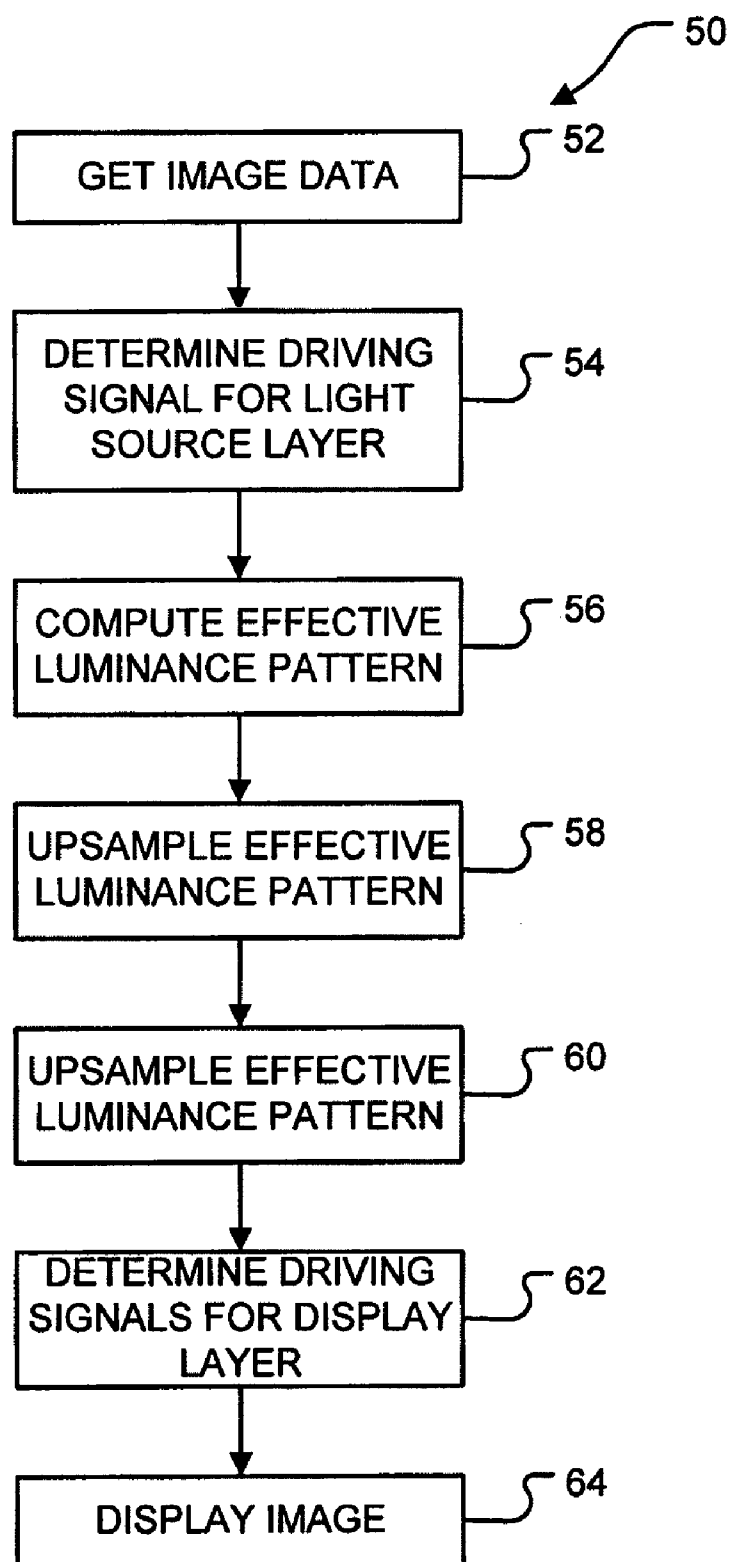 50
GET IMAGE DATA
52
DETERMINE DRIVING
SIGNAL FOR LIGHT
SOURCE LAYER
54
COMPUTE EFFECTIVE
LUMINANCE PATTERN
56
UPSAMPLE EFFECTIVE
LUMINANCE PATTERN
58
UPSAMPLE EFFECTIVE
LUMINANCE PATTERN
60
DETERMINE DRIVING
SIGNALS FOR DISPLAY
LAYER
62
DISPLAY IMAGE
64